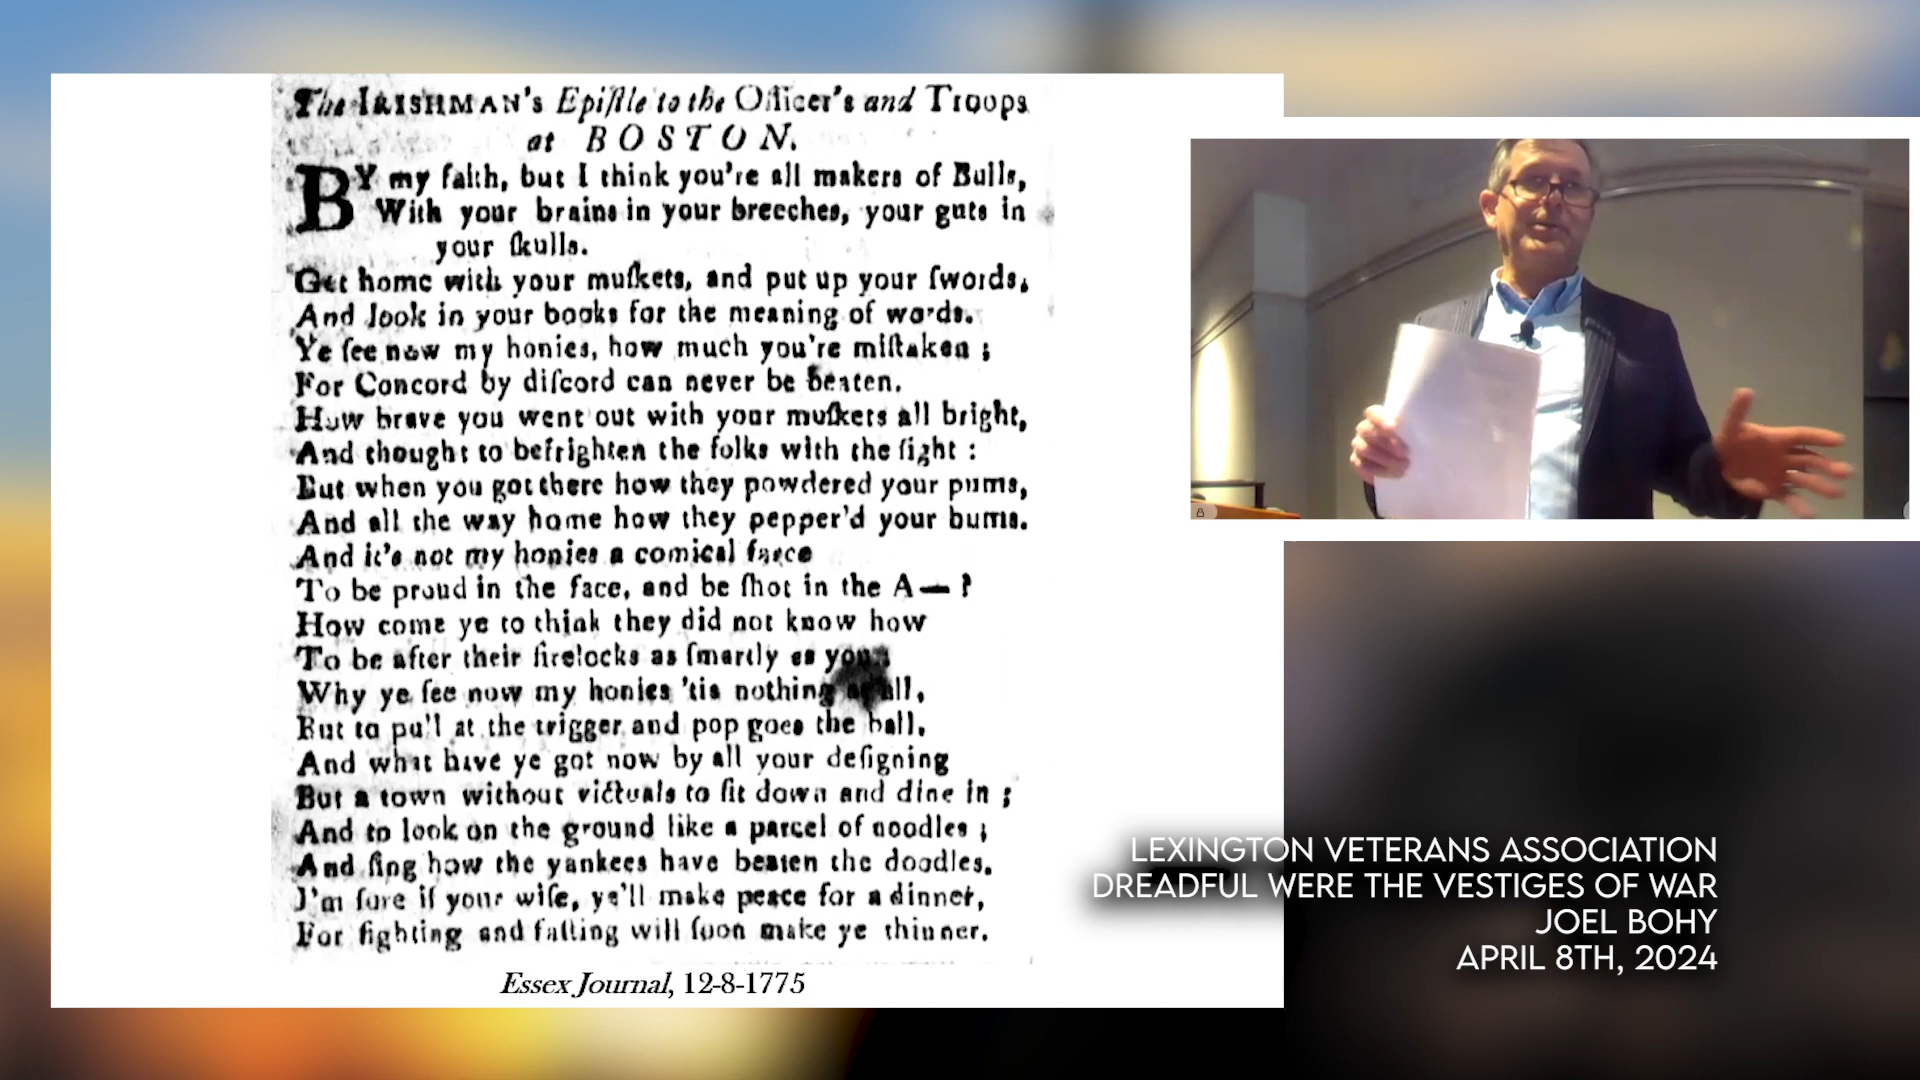 The IRISHMAN's Epiſtle to the Officer's and Troops
at BOSTON.
BY my faith, but I think you're all makers of Bulls,
With your brains in your breeches, your guts in
your ſkulls.
Get home with your muſkets, and put up your ſwords,
And look in your books for the meaning of words.
Ye ſee now my honies, how much you're miſtaken ;
For Concord by diſcord can never be beaten.
How brave you went out with your muſkets all bright,
And thought to befrighten the folks with the ſight :
But when you got there how they powdered your pums,
And all the way home how they pepper'd your bums.
And it's not my honies a comical farce
To be proud in the face, and be ſhot in the A— ?
How come ye to think they did not know how
To be after their firelocks as ſmartly as you
Why ye ſee now my honies 'tis nothing at all,
But to pull at the trigger and pop goes the ball.
And what have ye got now by all your deſigning
But a town without victuals to ſit down and dine in ;
And to look on the ground like a parcel of noodles ;
And ſing how the yankees have beaten the doodles.
I'm ſure if your wiſe, ye'll make peace for a dinner,
For fighting and faſting will ſoon make ye thinner.
Essex Journal, 12-8-1775
LEXINGTON VETERANS ASSOCIATION
DREADFUL WERE THE VESTIGES OF WAR
JOEL BOHY
APRIL 8TH, 2024